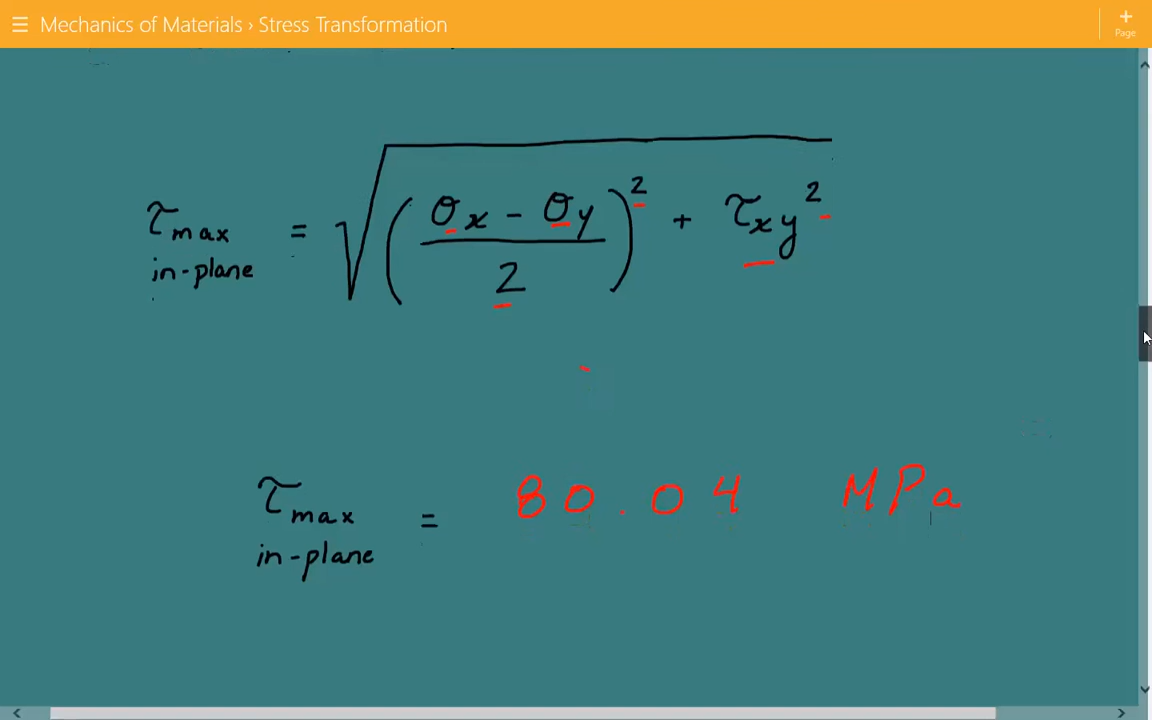 Mechanics of Materials › Stress Transformation
Page
τmax in-plane = √((σx - σy)/2)² + τxy²
τmax in-plane = 80.04 MPa